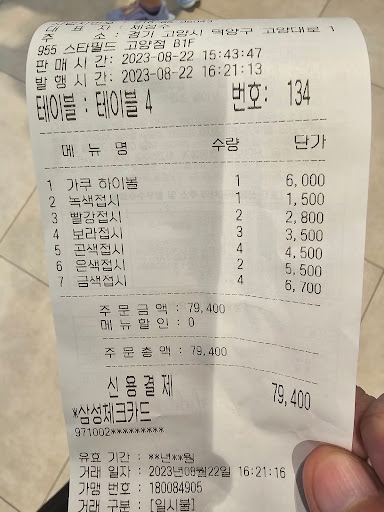 대 표 자
주 소 : 경기 고양시 덕양구 고양대로 1
955 스타필드 고양점 B1F
판 매 시 간: 2023-08-22 15:43:47
발 행 시 간: 2023-08-22 16:21:13
테이블 : 테이블 4 번호: 134
메 뉴 명 수량 단가
1 가쿠 하이볼 1 6,000
2 녹색접시 1 1,500
3 빨강접시 2 2,800
4 보라접시 3 3,500
5 곤색접시 4 4,500
6 은색접시 2 5,500
7 금색접시 4 6,700
주 문 금 액 : 79,400
메 뉴 할 인 : 0
주 문 총 액 : 79,400
신 용 결 제 79,400
*삼성체크카드
971002*********
유 효 기 간 : **년**월
거 래 일 자 : 2023년08월22일 16:21:16
가 맹 번 호 : 180084905
거 래 구 분 : [일시불]